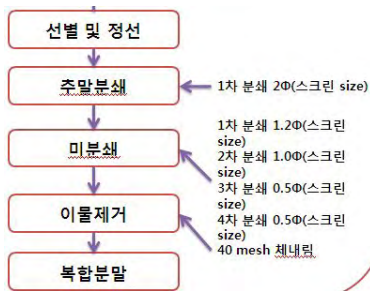 선별 및 정선
추말분쇄
1차 분쇄 2Φ(스크린 size)
미분쇄
1차 분쇄 1.2Φ(스크린
size)
2차 분쇄 1.0Φ(스크린
size)
3차 분쇄 0.5Φ(스크린
size)
4차 분쇄 0.5Φ(스크린
size)
이물제거
40 mesh 체내림
복합분말